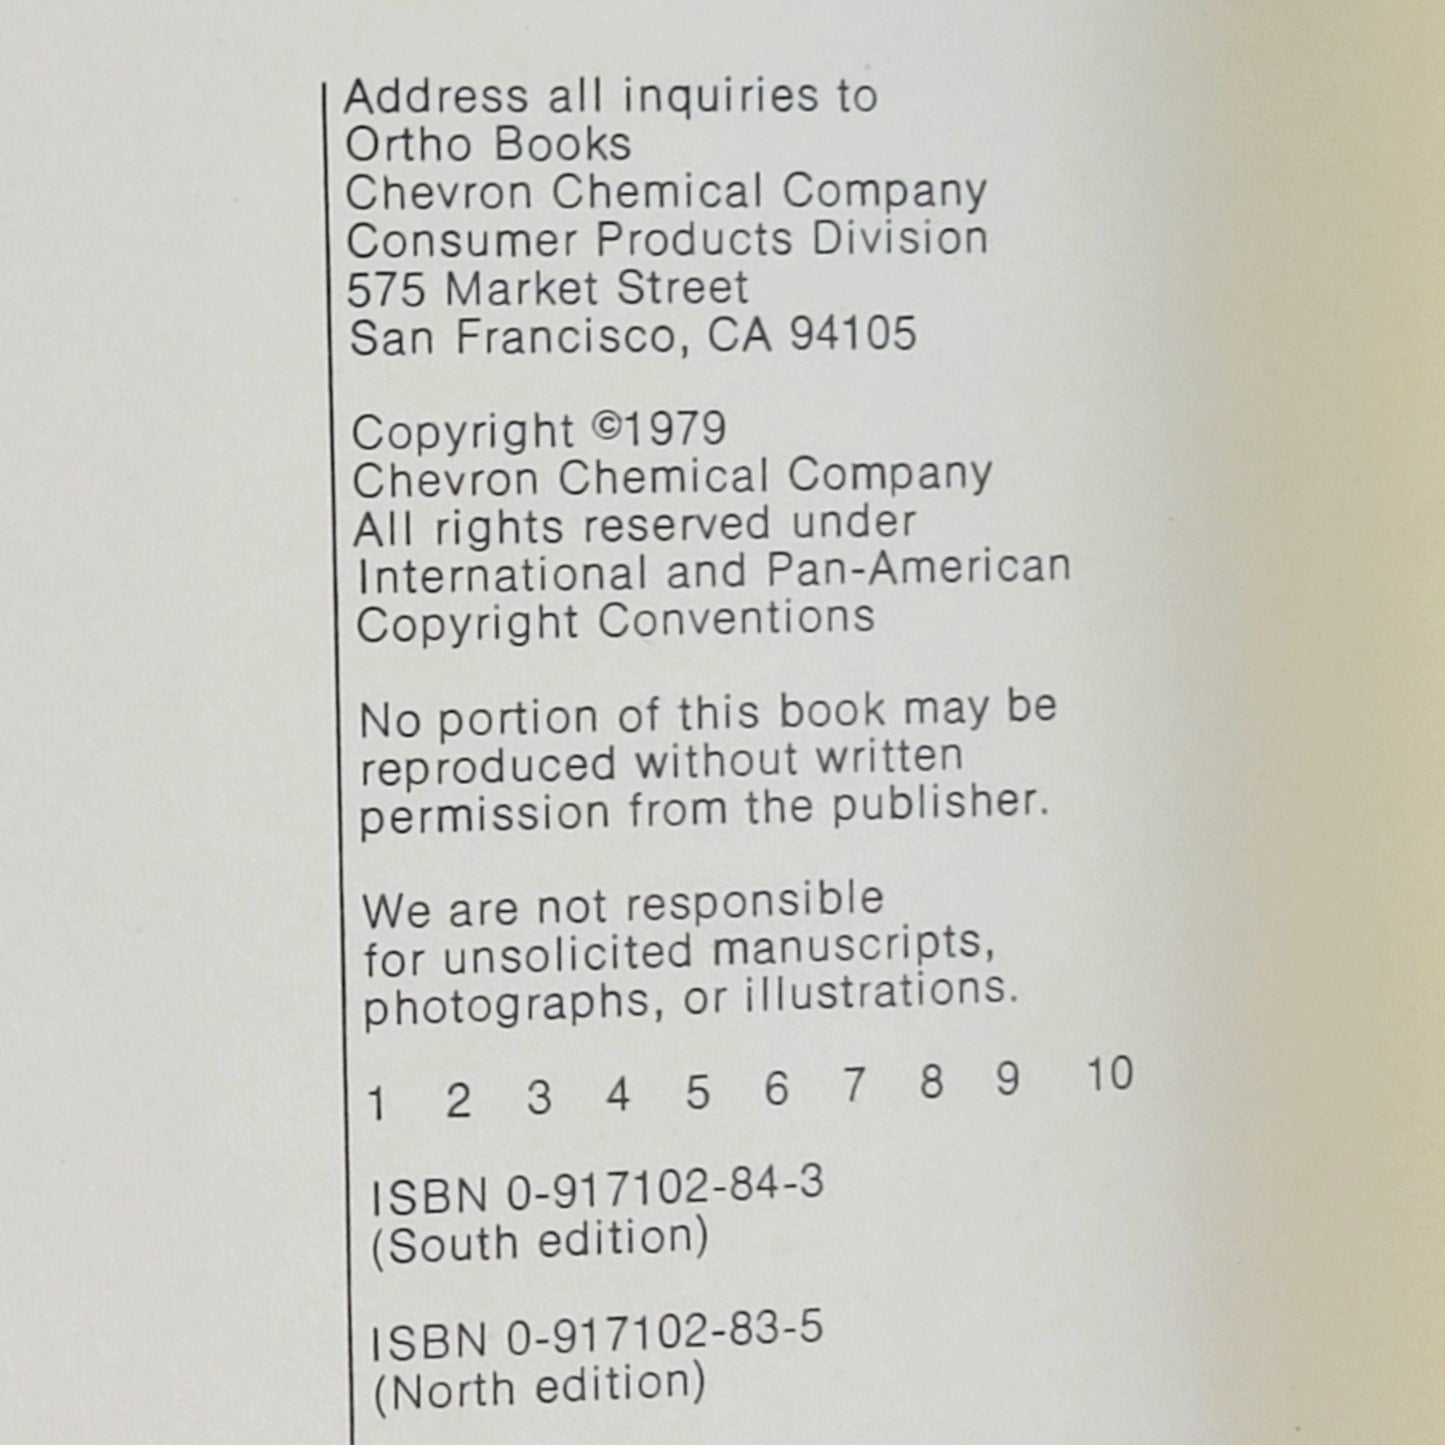 Address all inquiries to
Ortho Books
Chevron Chemical Company
Consumer Products Division
575 Market Street
San Francisco, CA 94105
Copyright ©1979
Chevron Chemical Company
All rights reserved under
International and Pan-American
Copyright Conventions
No portion of this book may be
reproduced without written
permission from the publisher.
We are not responsible
for unsolicited manuscripts,
photographs, or illustrations.
1 2 3 4 5 6 7 8 9 10
ISBN 0-917102-84-3
(South edition)
ISBN 0-917102-83-5
(North edition)